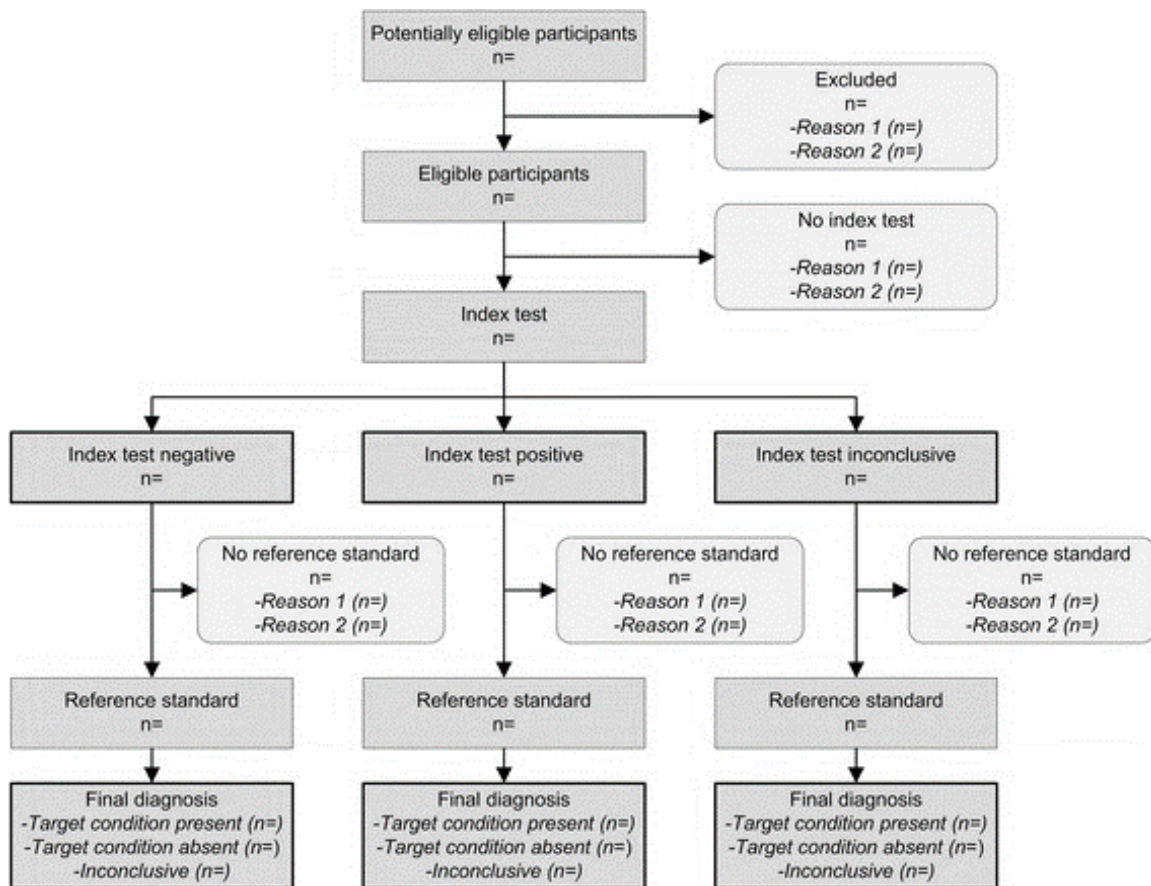 Potentially eligible participants
n=
Excluded
n=
-Reason 1 (n=)
-Reason 2 (n=)
Eligible participants
n=
No index test
n=
-Reason 1 (n=)
-Reason 2 (n=)
Index test
n=
Index test negative
n=
Index test positive
n=
Index test inconclusive
n=
No reference standard
n=
-Reason 1 (n=)
-Reason 2 (n=)
No reference standard
n=
-Reason 1 (n=)
-Reason 2 (n=)
No reference standard
n=
-Reason 1 (n=)
-Reason 2 (n=)
Reference standard
n=
Reference standard
n=
Reference standard
n=
Final diagnosis
-Target condition present (n=)
-Target condition absent (n=)
-Inconclusive (n=)
Final diagnosis
-Target condition present (n=)
-Target condition absent (n=)
-Inconclusive (n=)
Final diagnosis
-Target condition present (n=)
-Target condition absent (n=)
-Inconclusive (n=)